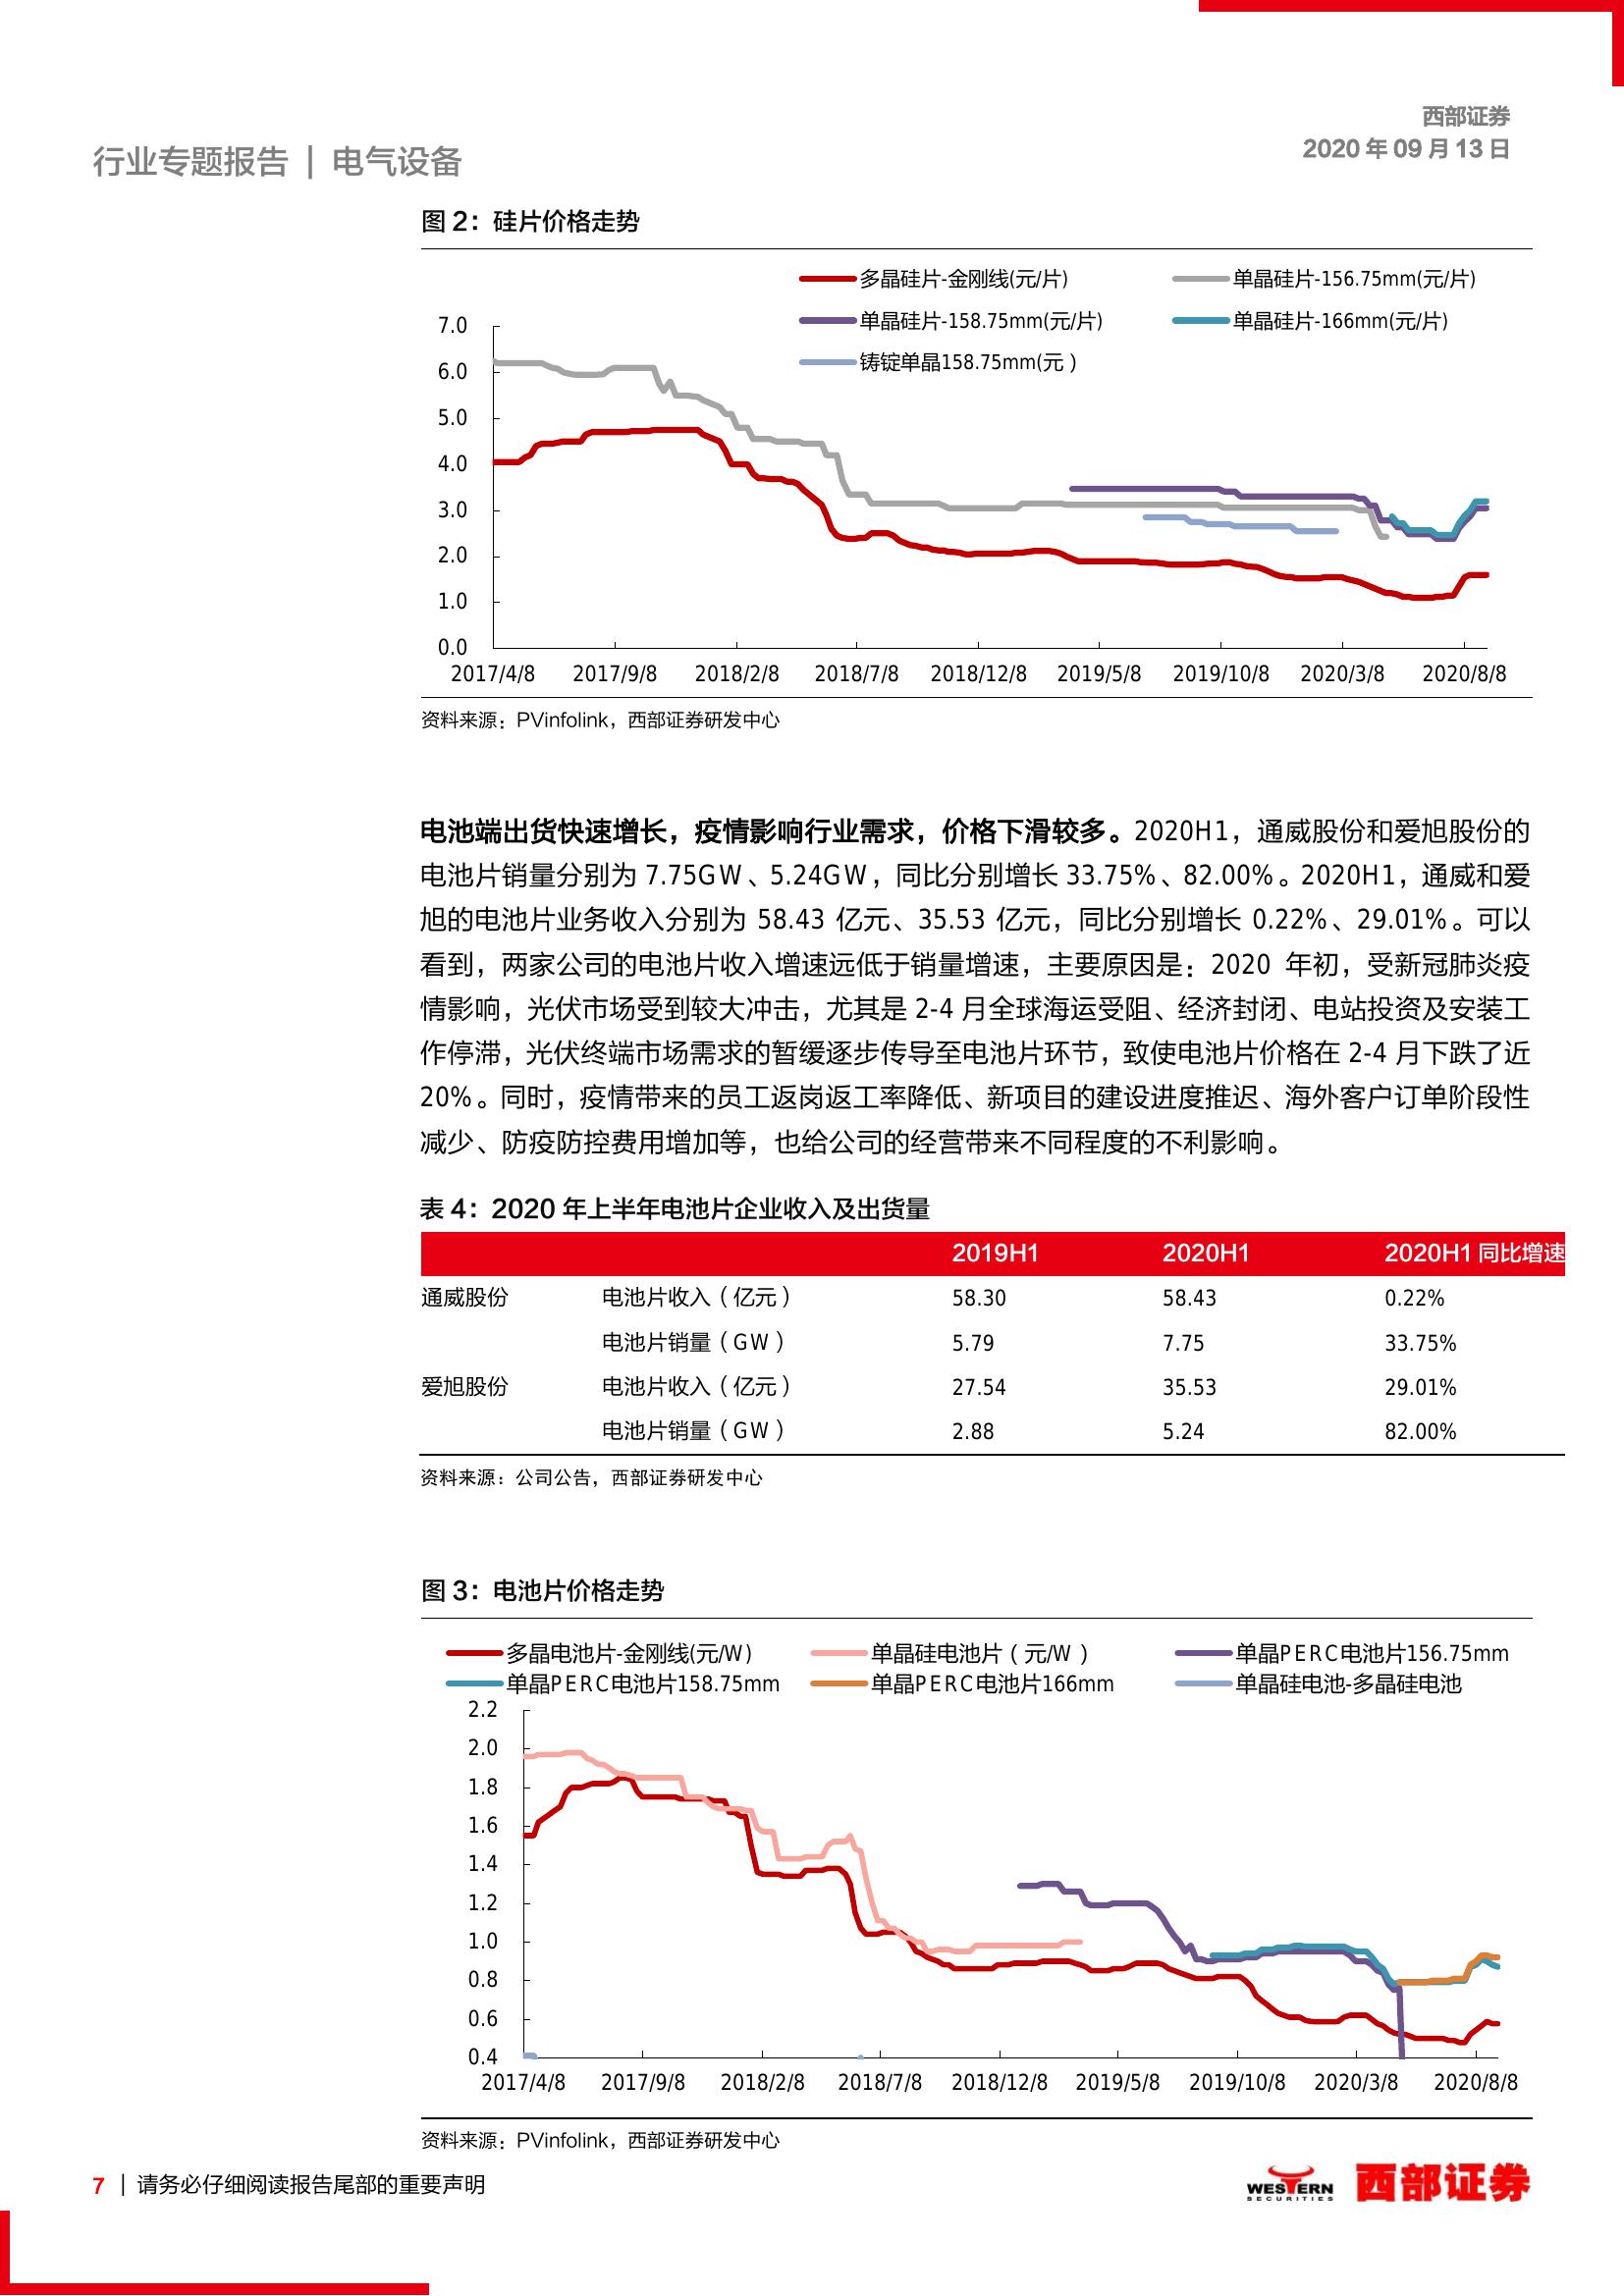 西部证券
2020 年 09 月 13 日
行业专题报告 | 电气设备
图 2：硅片价格走势
多晶硅片-金刚线(元/片)
单晶硅片-156.75mm(元/片)
单晶硅片-158.75mm(元/片)
单晶硅片-166mm(元/片)
铸锭单晶158.75mm(元 )
7.0
6.0
5.0
4.0
3.0
2.0
1.0
0.0
2017/4/8 2017/9/8 2018/2/8 2018/7/8 2018/12/8 2019/5/8 2019/10/8 2020/3/8 2020/8/8
资料来源：PVinfolink，西部证券研发中心
电池端出货快速增长，疫情影响行业需求，价格下滑较多。2020H1，通威股份和爱旭股份的
电池片销量分别为 7.75GW、5.24GW，同比分别增长 33.75%、82.00%。2020H1，通威和爱
旭的电池片业务收入分别为 58.43 亿元、35.53 亿元，同比分别增长 0.22%、29.01%。可以
看到，两家公司的电池片收入增速远低于销量增速，主要原因是：2020 年初，受新冠肺炎疫
情影响，光伏市场受到较大冲击，尤其是 2-4 月全球海运受阻、经济封闭、电站投资及安装工
作停滞，光伏终端市场需求的暂缓逐步传导至电池片环节，致使电池片价格在 2-4 月下跌了近
20%。同时，疫情带来的员工返岗返工率降低、新项目的建设进度推迟、海外客户订单阶段性
减少、防疫防控费用增加等，也给公司的经营带来不同程度的不利影响。
表 4：2020 年上半年电池片企业收入及出货量
2019H1 2020H1 2020H1 同比增速
通威股份 电池片收入（亿元） 58.30 58.43 0.22%
电池片销量（GW） 5.79 7.75 33.75%
爱旭股份 电池片收入（亿元） 27.54 35.53 29.01%
电池片销量（GW） 2.88 5.24 82.00%
资料来源：公司公告，西部证券研发中心
图 3：电池片价格走势
多晶电池片-金刚线(元/W)
单晶硅电池片（元/W ）
单晶PERC电池片156.75mm
单晶PERC电池片158.75mm
单晶PERC电池片166mm
单晶硅电池-多晶硅电池
2.2
2.0
1.8
1.6
1.4
1.2
1.0
0.8
0.6
0.4
2017/4/8 2017/9/8 2018/2/8 2018/7/8 2018/12/8 2019/5/8 2019/10/8 2020/3/8 2020/8/8
资料来源：PVinfolink，西部证券研发中心
7 | 请务必仔细阅读报告尾部的重要声明
WESTERN
SECURITIES
西部证券